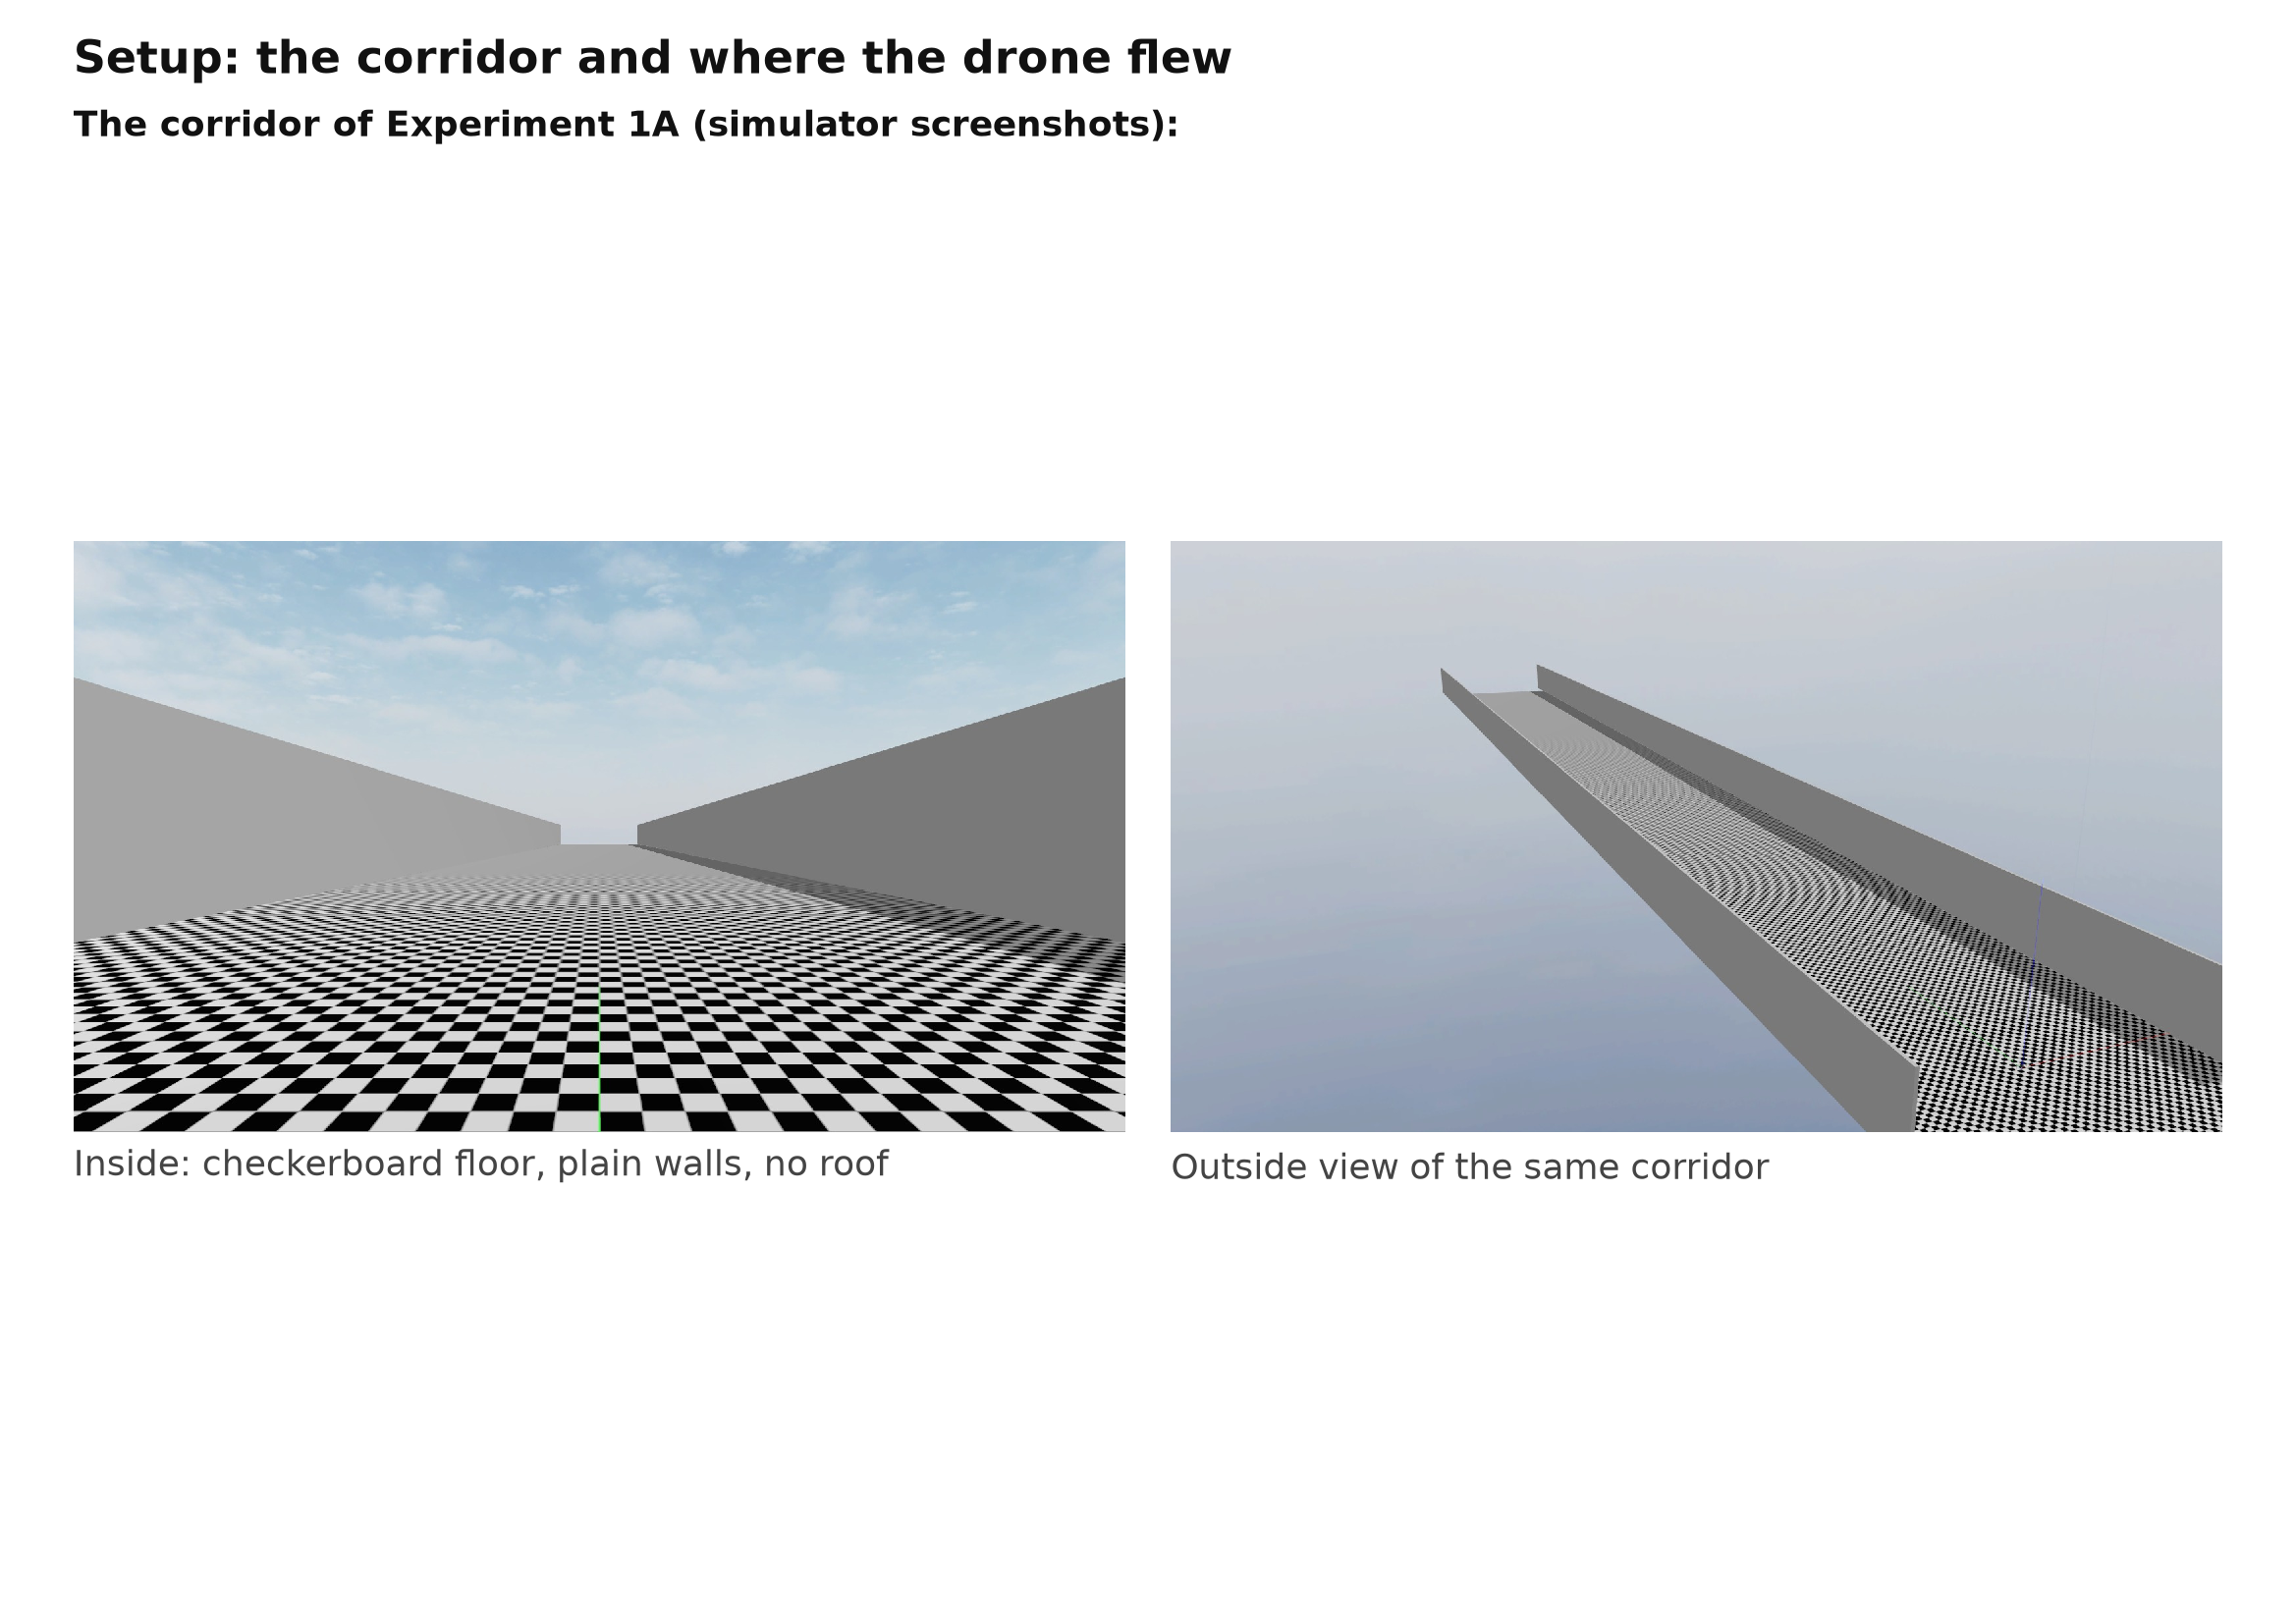 Setup: the corridor and where the drone flew
The corridor of Experiment 1A (simulator screenshots):
Inside: checkerboard floor, plain walls, no roof
Outside view of the same corridor